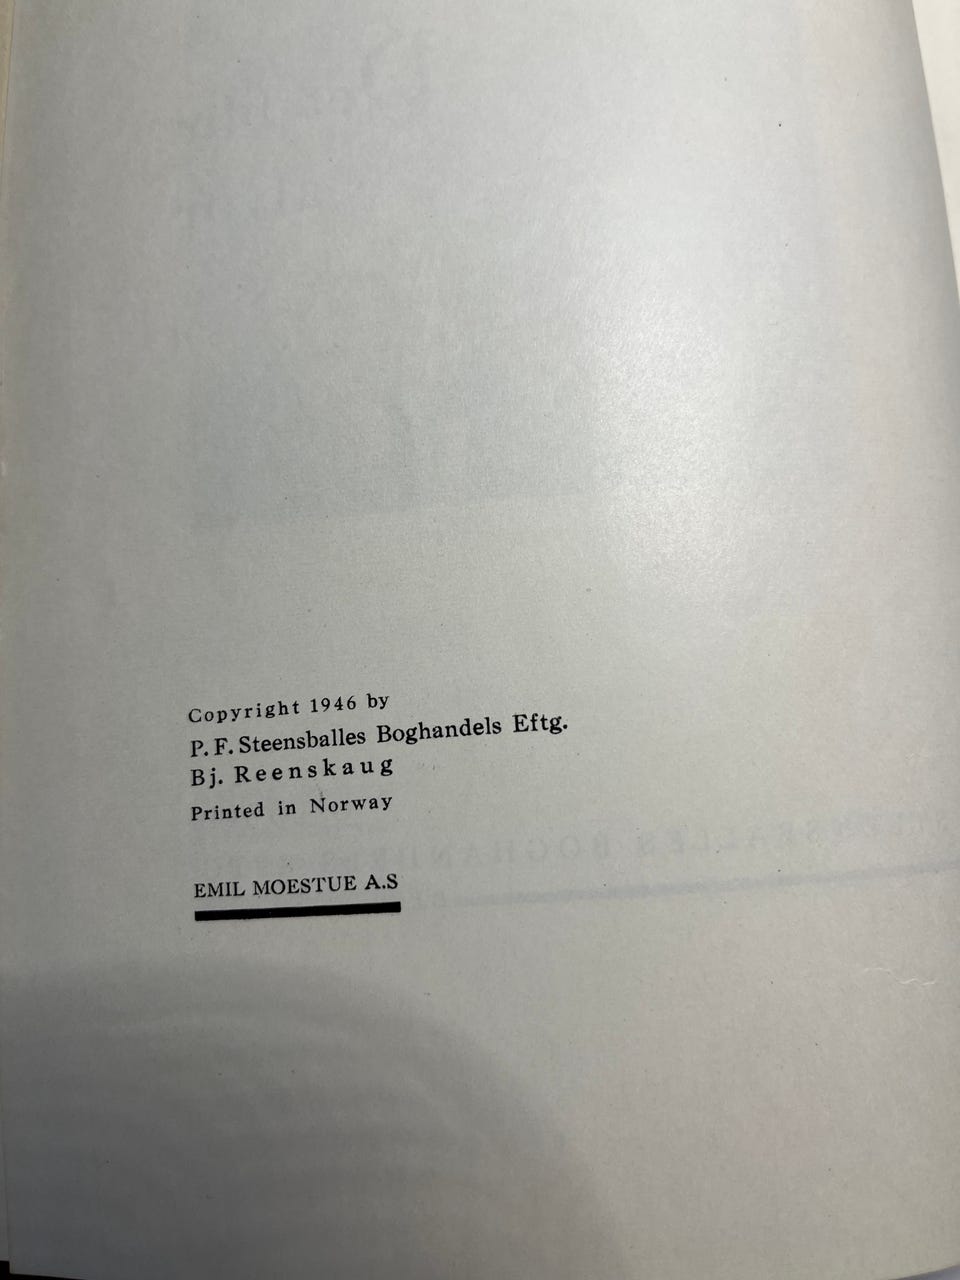 Copyright 1946 by
P. F. Steensballes Boghandels Eftg.
Bj. Reenskaug
Printed in Norway
EMIL MOESTUE A.S